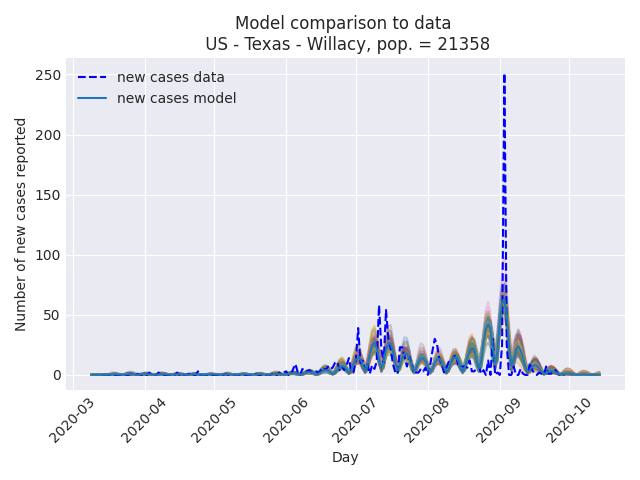 Model comparison to data
US - Texas - Willacy, pop. = 21358
new cases data
new cases model
Number of new cases reported
250
200
150
100
50
0
2020-03
2020-04
2020-05
2020-06
2020-07
2020-08
2020-09
2020-10
Day